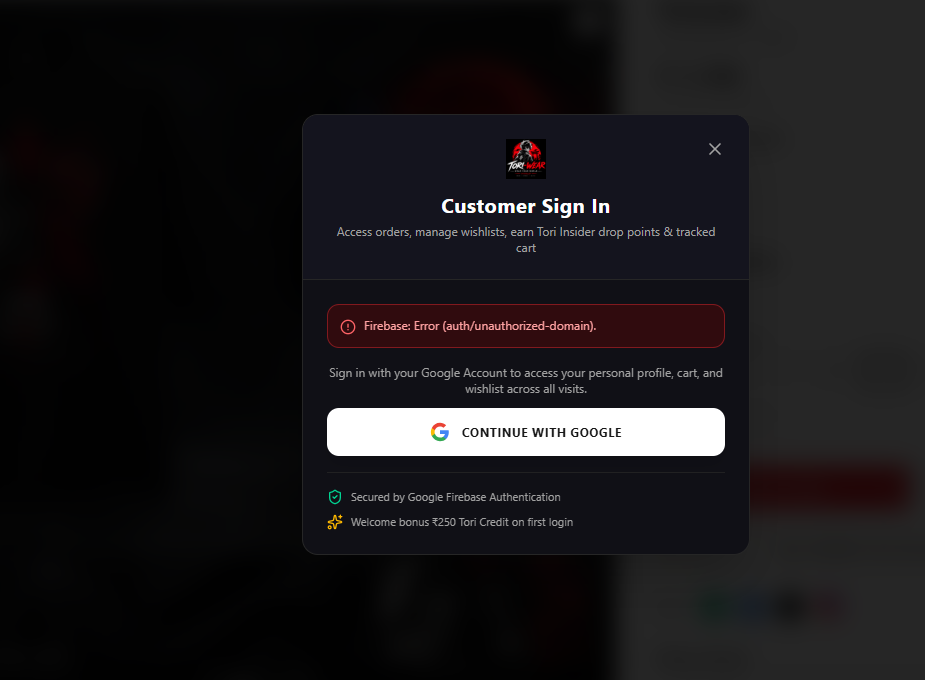 TORI-WEAR
Customer Sign In
Access orders, manage wishlists, earn Tori Insider drop points & tracked
cart
Firebase: Error (auth/unauthorized-domain).
Sign in with your Google Account to access your personal profile, cart, and
wishlist across all visits.
CONTINUE WITH GOOGLE
Secured by Google Firebase Authentication
Welcome bonus ₹250 Tori Credit on first login